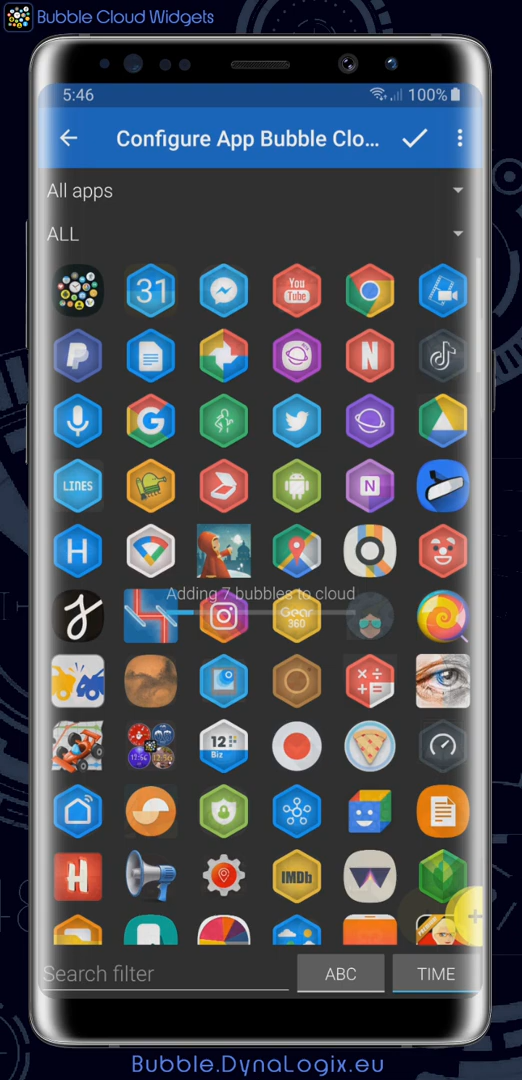 Bubble Cloud Widgets
5:46
100%
Configure App Bubble Clo...
All apps
ALL
31
You
Tube
N
LINES
N
H
Adding 7 bubbles to cloud
Gear
360
12
Biz
H
IMDb
+
Search filter
ABC
TIME
Bubble.DynaLogix.eu